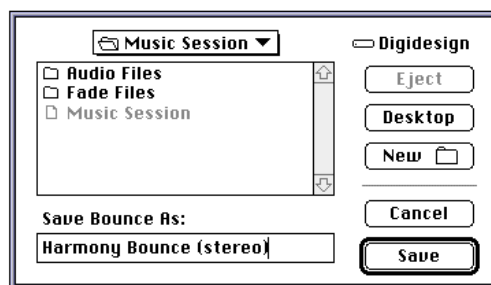 Music Session
Digidesign
Audio Files
Fade Files
Music Session
Eject
Desktop
New
Save Bounce As:
Harmony Bounce (stereo)
Cancel
Save